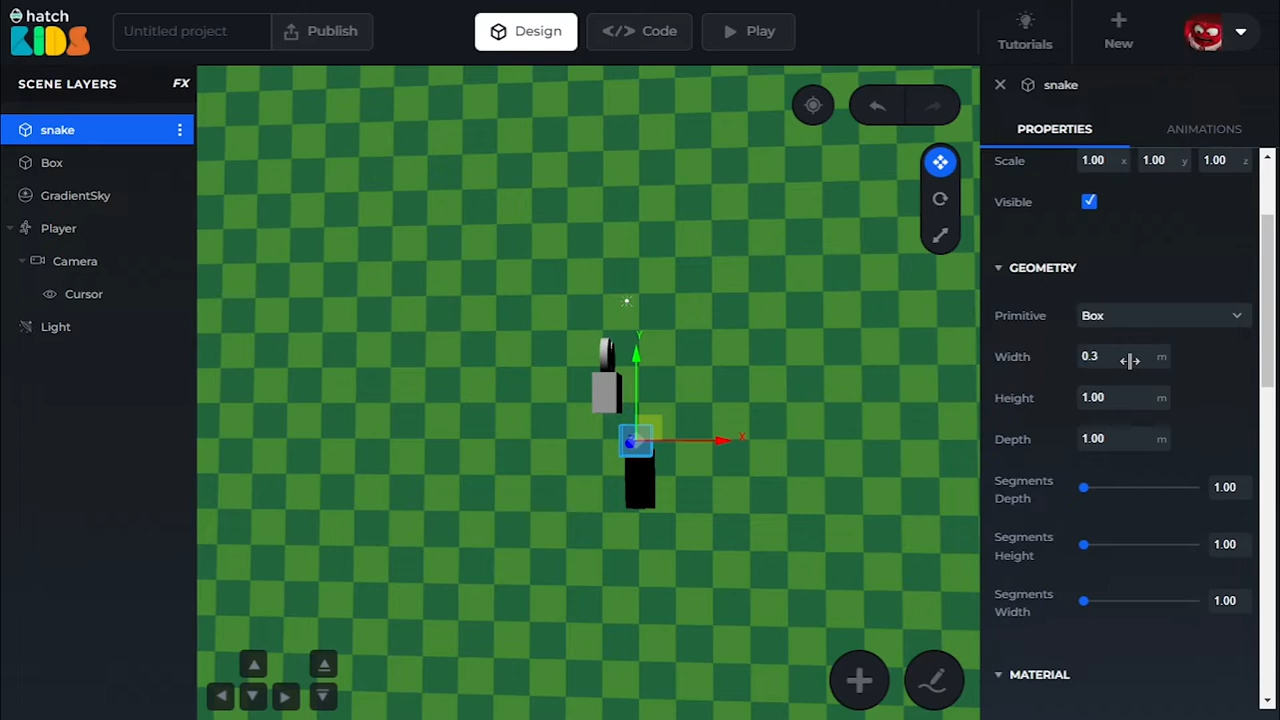 hatch
KIDS
Untitled project
Publish
Design
</> Code
Play
Tutorials
New
SCENE LAYERS
FX
snake
Box
GradientSky
Player
Camera
Cursor
Light
Y
X
snake
PROPERTIES
ANIMATIONS
Scale 1.00 x 1.00 y 1.00 z
Visible
GEOMETRY
Primitive Box
Width 0.3 m
Height 1.00 m
Depth 1.00 m
Segments Depth 1.00
Segments Height 1.00
Segments Width 1.00
MATERIAL